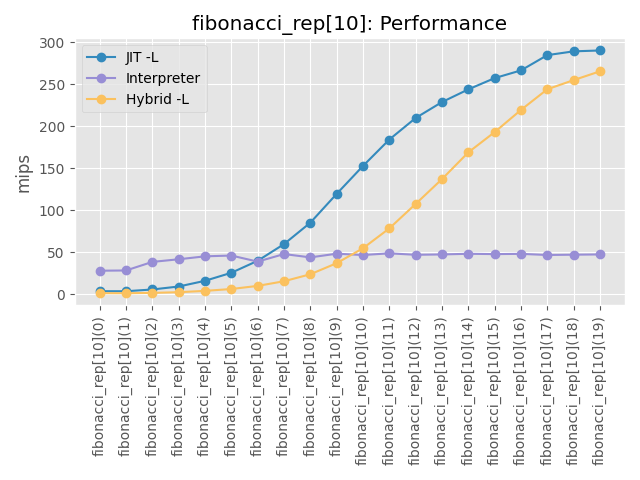 fibonacci_rep[10]: Performance
JIT -L
Interpreter
Hybrid -L
mips
300
250
200
150
100
50
0
fibonacci_rep[10](0)
fibonacci_rep[10](1)
fibonacci_rep[10](2)
fibonacci_rep[10](3)
fibonacci_rep[10](4)
fibonacci_rep[10](5)
fibonacci_rep[10](6)
fibonacci_rep[10](7)
fibonacci_rep[10](8)
fibonacci_rep[10](9)
fibonacci_rep[10](10)
fibonacci_rep[10](11)
fibonacci_rep[10](12)
fibonacci_rep[10](13)
fibonacci_rep[10](14)
fibonacci_rep[10](15)
fibonacci_rep[10](16)
fibonacci_rep[10](17)
fibonacci_rep[10](18)
fibonacci_rep[10](19)